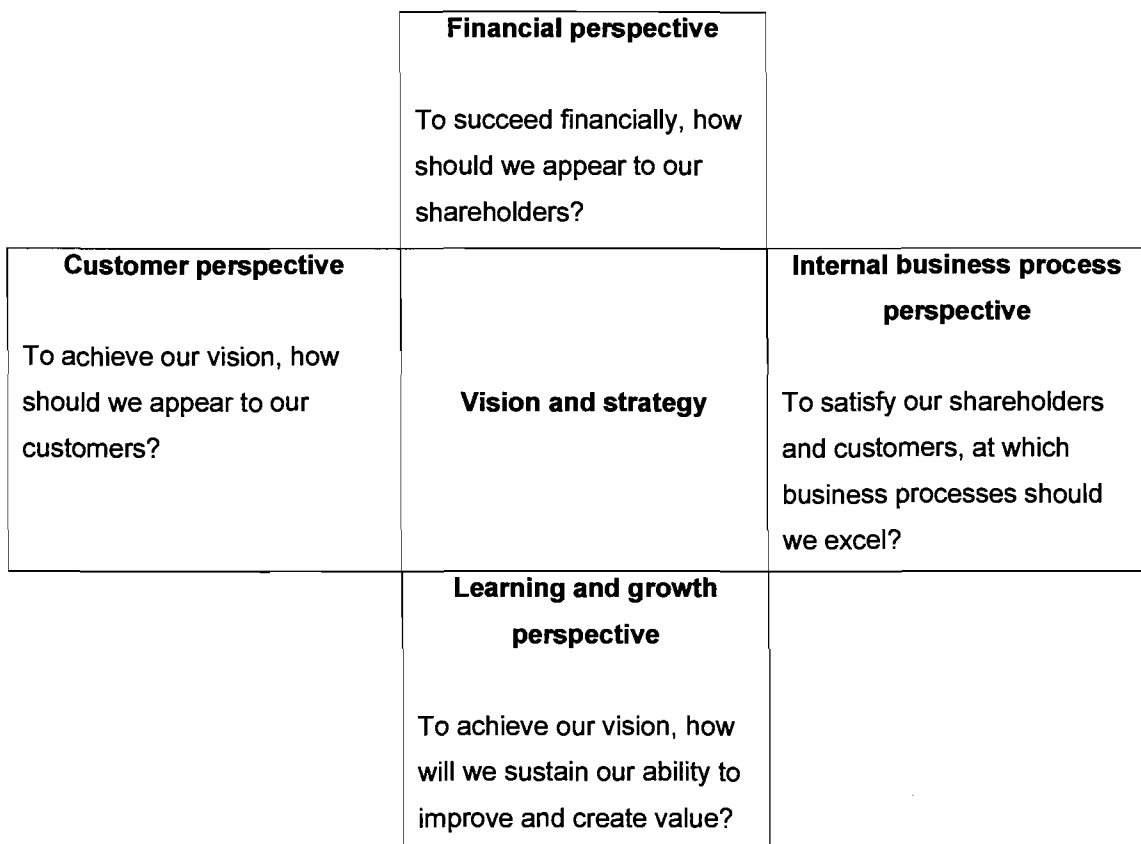 Financial perspective
To succeed financially, how
should we appear to our
shareholders?
Customer perspective
To achieve our vision, how
should we appear to our
customers?
Vision and strategy
Internal business process
perspective
To satisfy our shareholders
and customers, at which
business processes should
we excel?
Learning and growth
perspective
To achieve our vision, how
will we sustain our ability to
improve and create value?